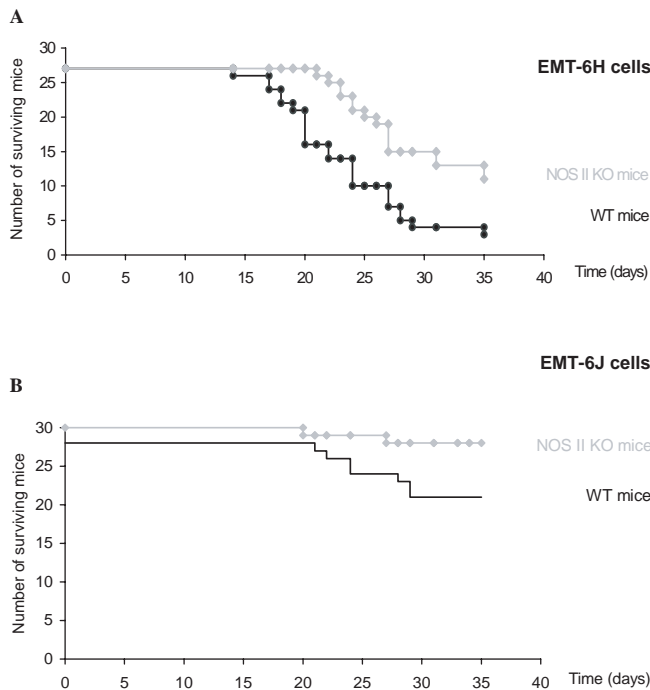 A
Number of surviving mice
30
25
20
15
10
5
0
0 5 10 15 20 25 30 35 40
EMT-6H cells
NOS II KO mice
WT mice
Time (days)
B
Number of surviving mice
30
25
20
15
10
5
0
0 5 10 15 20 25 30 35 40
EMT-6J cells
NOS II KO mice
WT mice
Time (days)